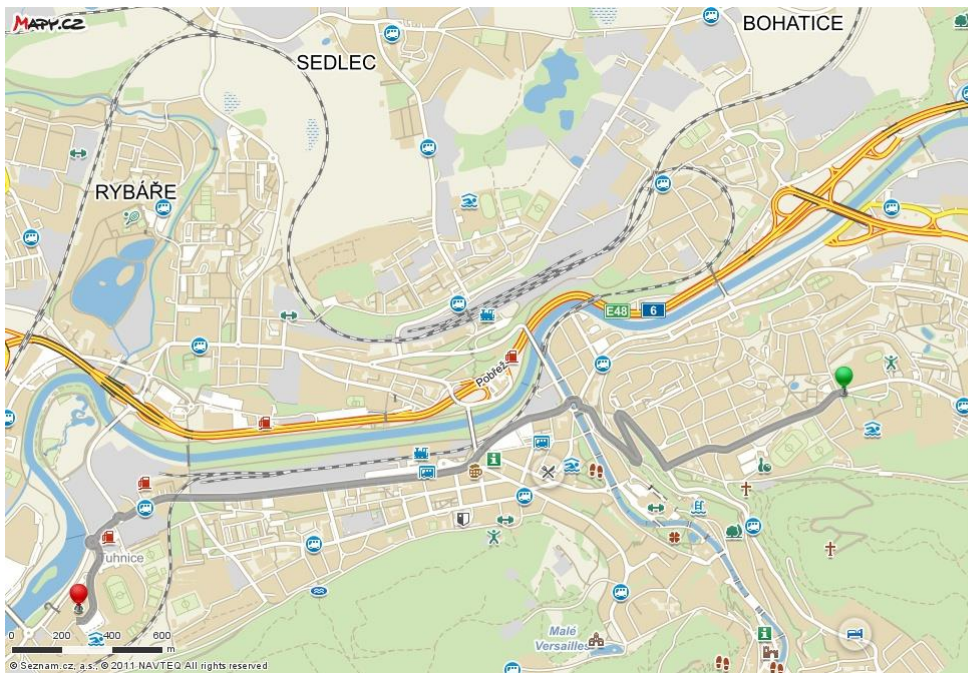 MAPY.CZ
BOHATICE
SEDLEC
RYBÁŘE
E48
6
Pobřež
Tuhnice
0 200 400 600
m
Malé
Versailles
© Seznam.cz, a.s., © 2011 NAVTEQ All rights reserved